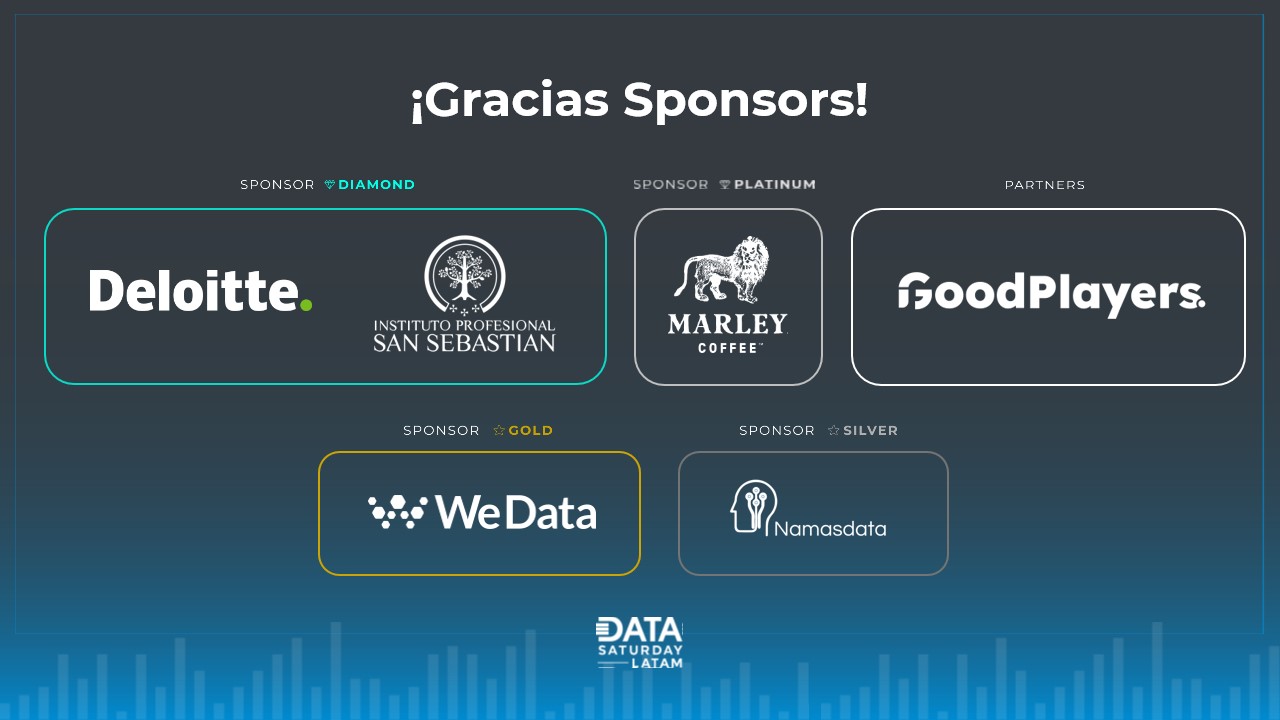 ¡Gracias Sponsors!
SPONSOR DIAMOND
SPONSOR PLATINUM
PARTNERS
Deloitte.
INSTITUTO PROFESIONAL
SAN SEBASTIAN
MARLEY
COFFEE™
GoodPlayers.
SPONSOR GOLD
SPONSOR SILVER
WeData
Namasdata
DATA
SATURDAY
LATAM